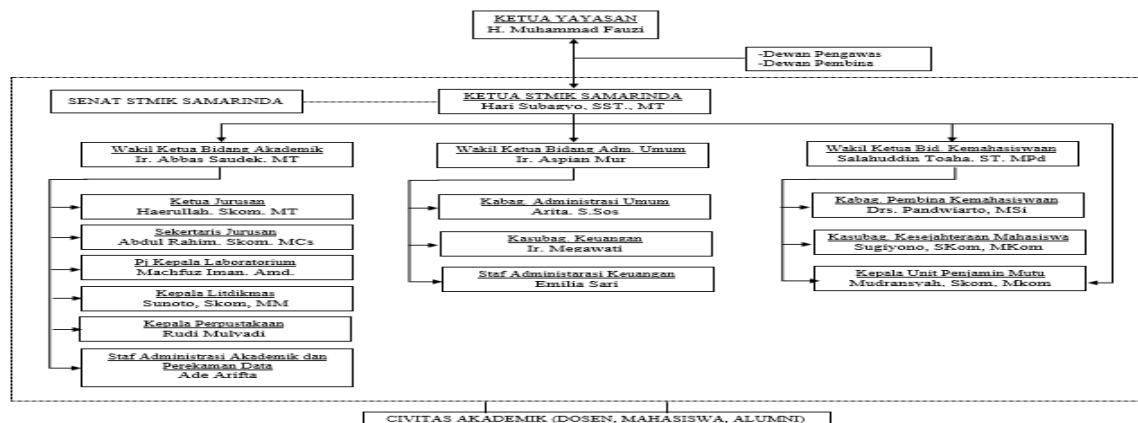 KETUA YAYASAN
H. Muhammad Fauzi
-Dewan Pengawas
-Dewan Pembina
SENAT STMIK SAMARINDA
KETUA STMIK SAMARINDA
Hari Subagyo, SST., MT
Wakil Ketua Bidang Akademik
Ir. Abbas Saudek. MT
Ketua Jurusan
Haerullah. Skom. MT
Sekertaris Jurusan
Abdul Rahim. Skom. MCs
Pj Kepala Laboratorium
Machfuz Iman. Amd.
Kepala Litdikmas
Sunoto, Skom, MM
Kepala Perpustakaan
Rudi Mulyadi
Staf Administrasi Akademik dan
Perekaman Data
Ade Arifta
Wakil Ketua Bidang Adm. Umum
Ir. Aspian Mur
Kabag. Administrasi Umum
Arita. S.Sos
Kasubag. Keuangan
Ir. Megawati
Staf Administarasi Keuangan
Emilia Sari
Wakil Ketua Bid. Kemahasiswaan
Salahuddin Toaha. ST. MPd
Kabag. Pembina Kemahasiswaan
Drs. Pandwiarto, MSi
Kasubag. Kesejahteraan Mahasiswa
Sugiyono, SKom, MKom
Kepala Unit Penjamin Mutu
Mudransyah. Skom. Mkom
CIVITAS AKADEMIK (DOSEN, MAHASISWA, ALUMNI)